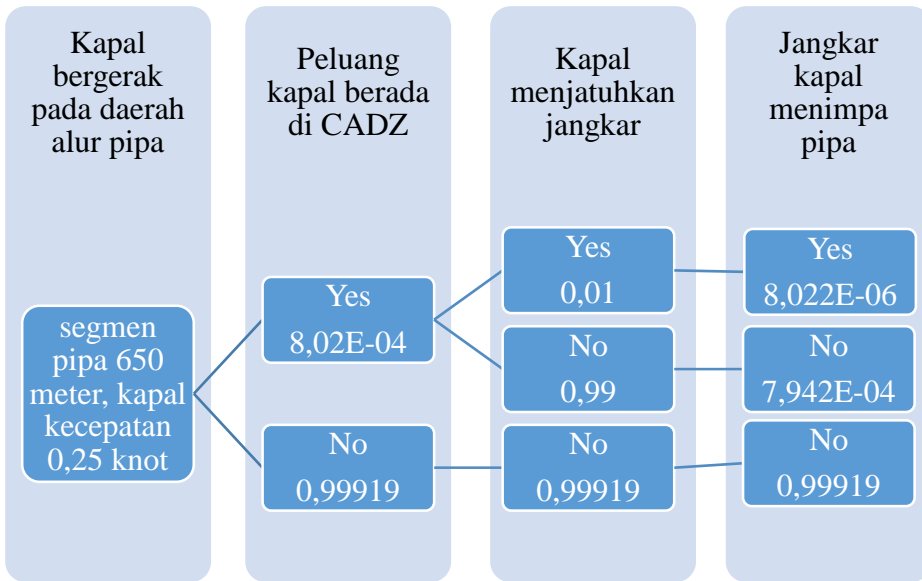 Kapal
bergerak
pada daerah
alur pipa
Peluang
kapal berada
di CADZ
Kapal
menjatuhkan
jangkar
Jangkar
kapal
menimpa
pipa
segmen
pipa 650
meter, kapal
kecepatan
0,25 knot
Yes
8,02E-04
No
0,99919
Yes
0,01
No
0,99
No
0,99919
Yes
8,022E-06
No
7,942E-04
No
0,99919